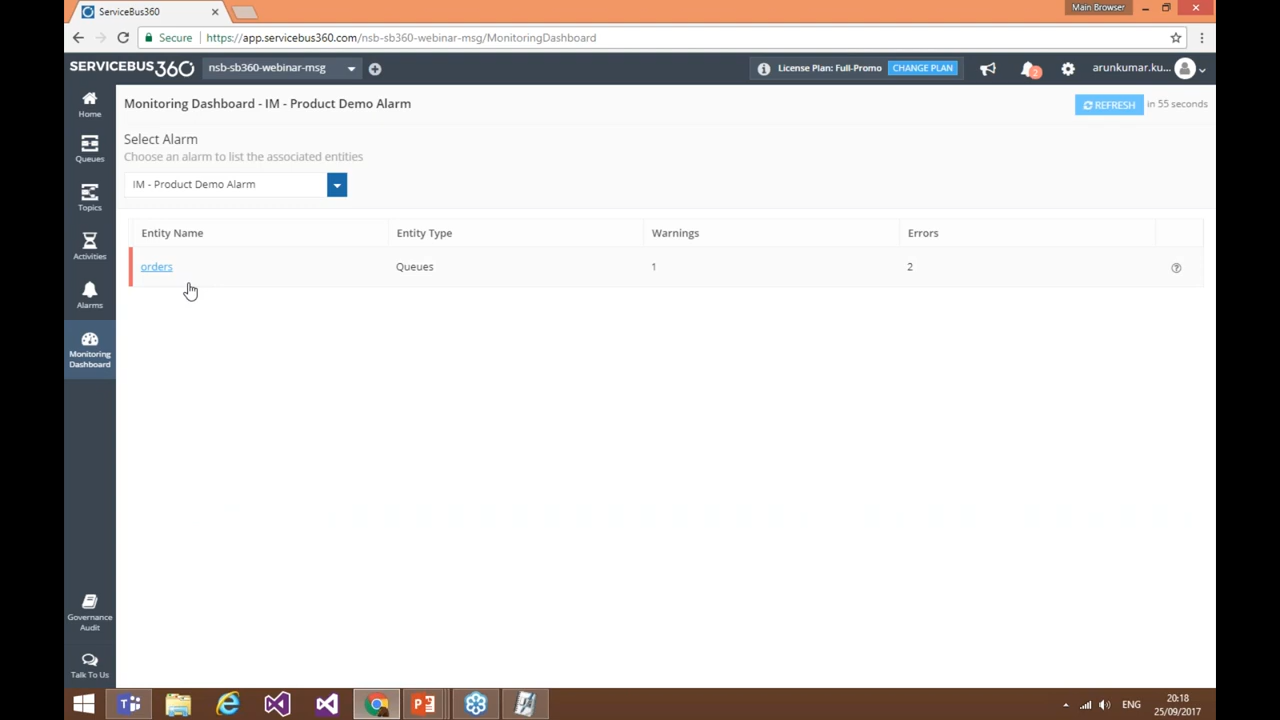 Main Browser
ServiceBus360
Secure https://app.servicebus360.com/nsb-sb360-webinar-msg/MonitoringDashboard
SERVICEBUS360 nsb-sb360-webinar-msg License Plan: Full-Promo CHANGE PLAN 2 arunkumar.ku...
Home
Queues
Topics
Activities
Alarms
Monitoring
Dashboard
Governance
Audit
Talk To Us
Monitoring Dashboard - IM - Product Demo Alarm REFRESH in 55 seconds
Select Alarm
Choose an alarm to list the associated entities
IM - Product Demo Alarm
Entity Name Entity Type Warnings Errors
orders Queues 1 2
ENG
20:18
25/09/2017